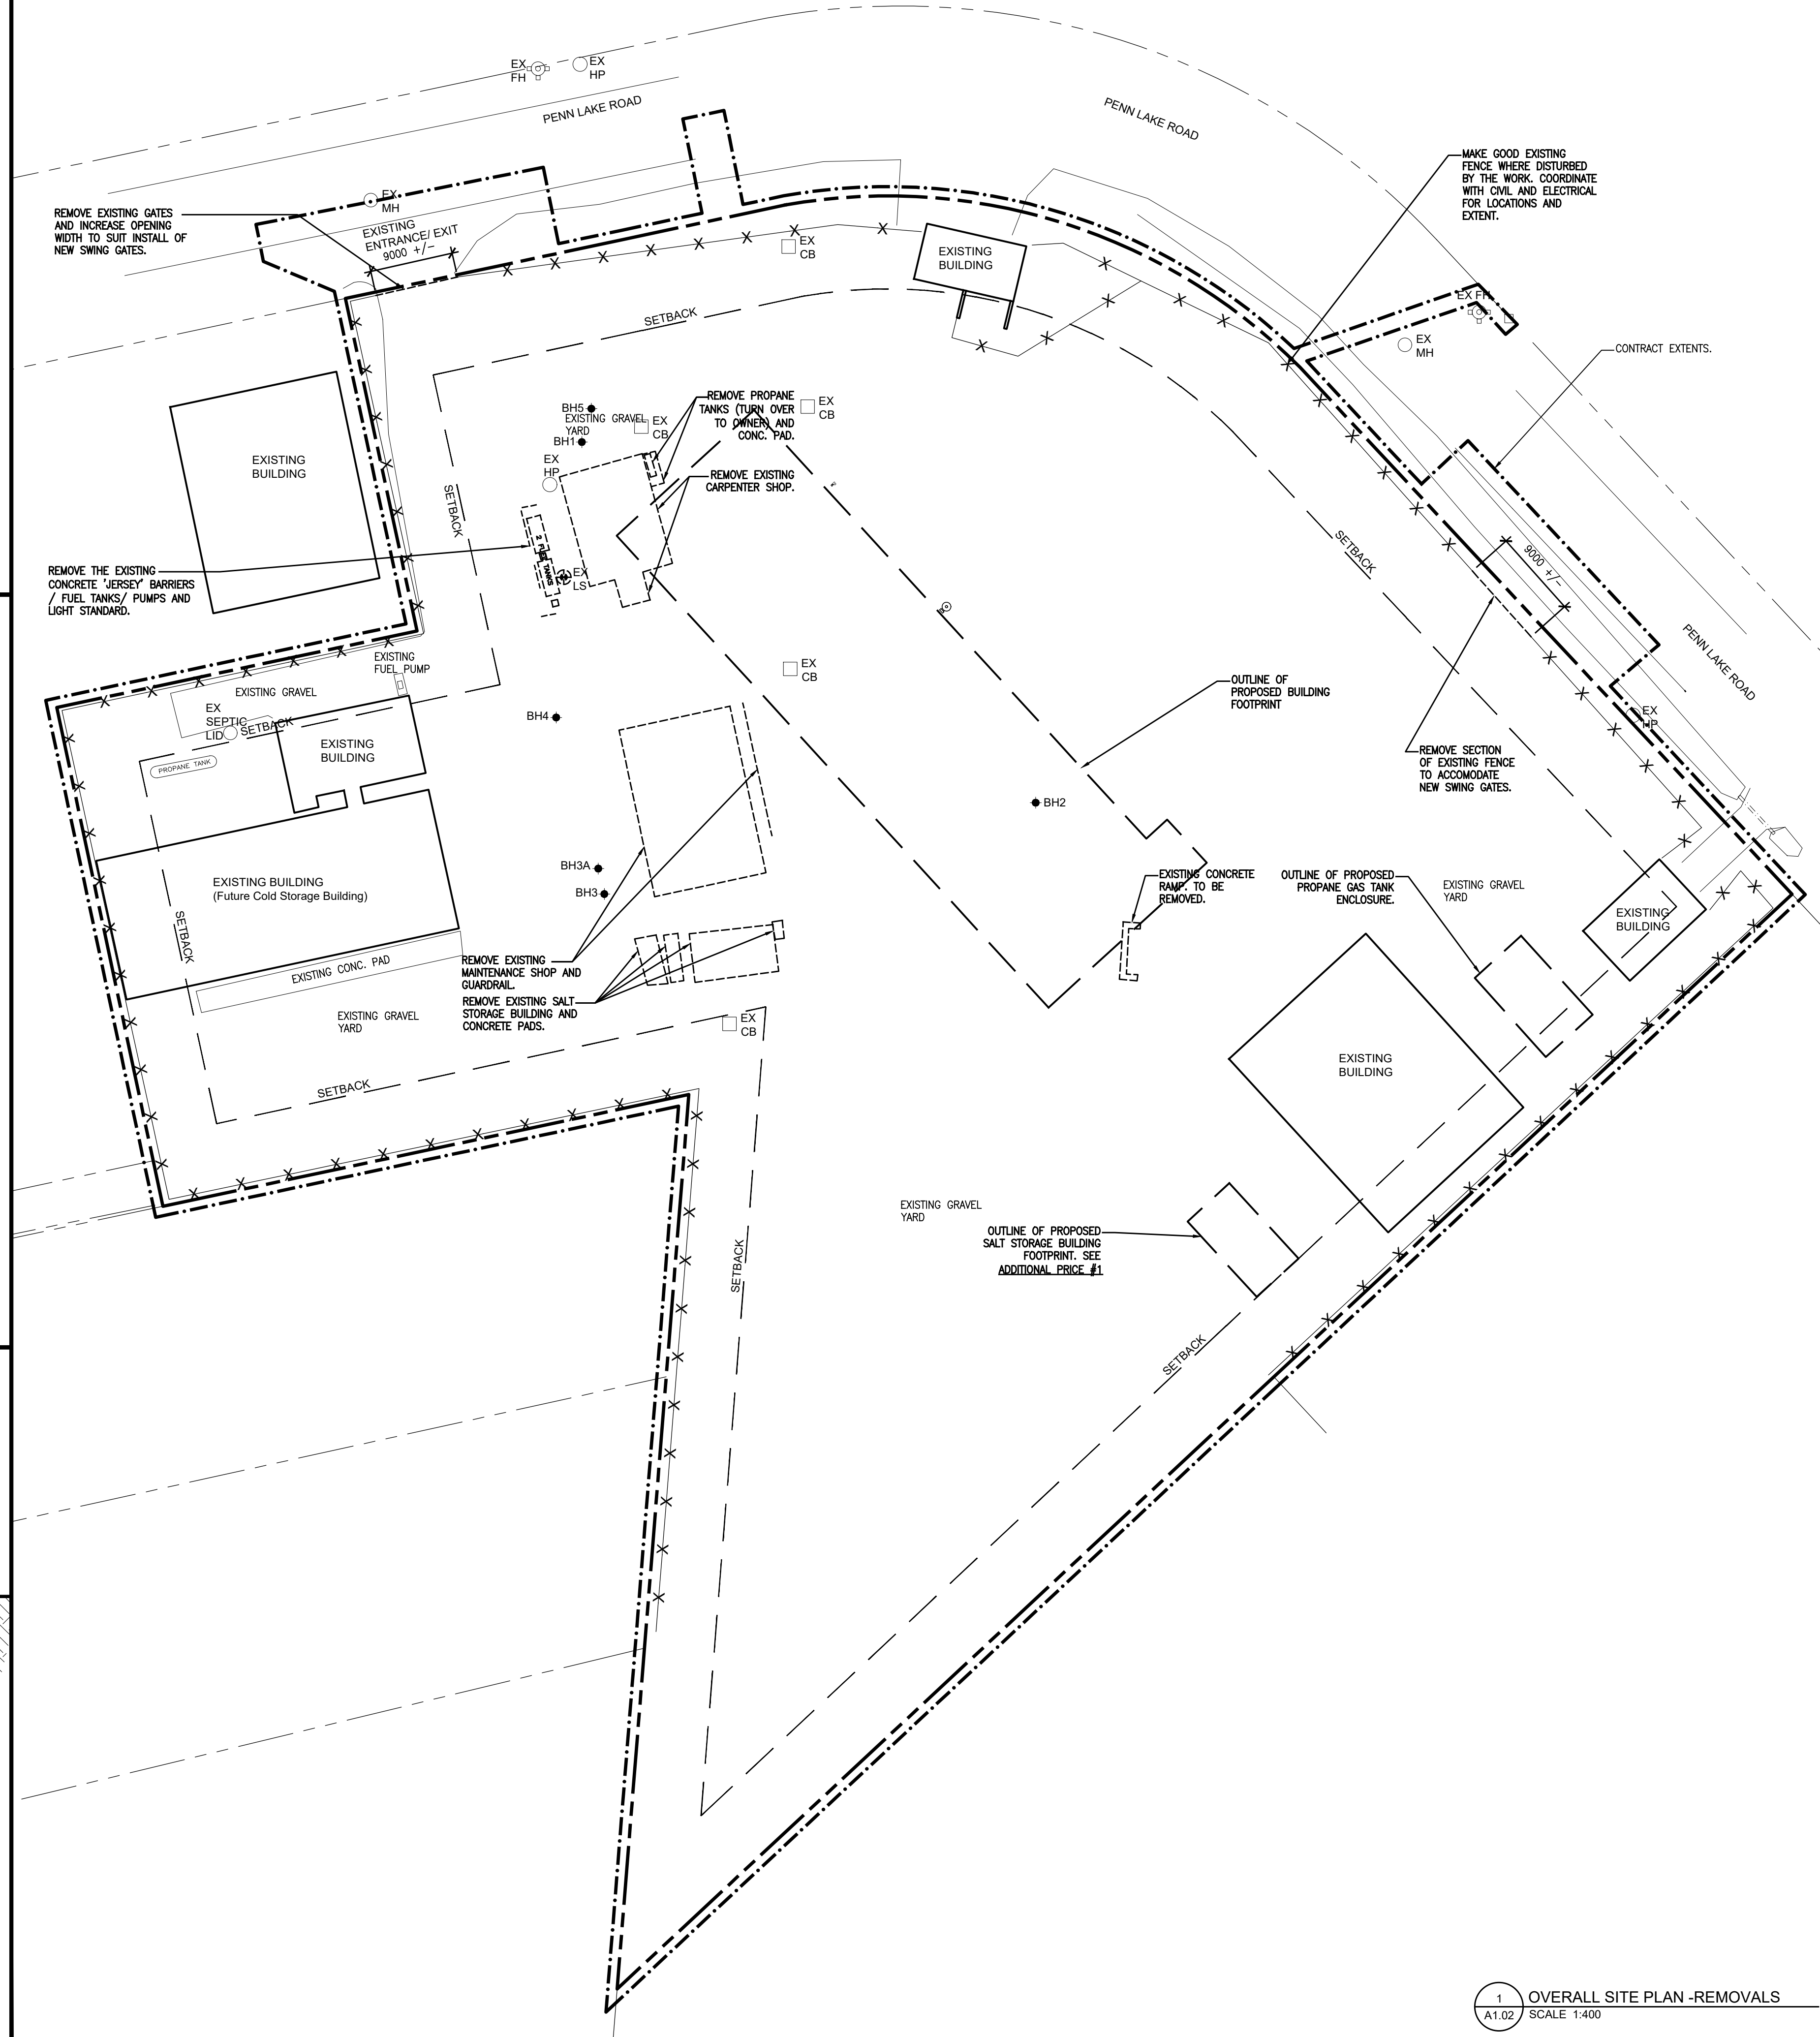 EX
FH
EX
HP
PENN LAKE ROAD
PENN LAKE ROAD
MAKE GOOD EXISTING
FENCE WHERE DISTURBED
BY THE WORK. COORDINATE
WITH CIVIL AND ELECTRICAL
FOR LOCATIONS AND
EXTENT.
REMOVE EXISTING GATES
AND INCREASE OPENING
WIDTH TO SUIT INSTALL OF
NEW SWING GATES.
EX
MH
EXISTING
ENTRANCE/EXIT
9000 +/-
EX
CB
EXISTING
BUILDING
SETBACK
EX FH
EX
MH
CONTRACT EXTENTS.
EXISTING
BUILDING
SETBACK
BH5
EXISTING GRAVEL
YARD
BH1
EX
CB
REMOVE PROPANE
TANKS (TURN OVER
TO OWNER) AND
CONC. PAD.
EX
CB
EX
HP
REMOVE EXISTING
CARPENTER SHOP.
REMOVE THE EXISTING
CONCRETE 'JERSEY' BARRIERS
/ FUEL TANKS/ PUMPS AND
LIGHT STANDARD.
2 FUEL TANKS
EX
LS
SETBACK
9000 +/-
PENN LAKE ROAD
EXISTING
FUEL PUMP
EXISTING GRAVEL
EX
SEPTIC
LID
SETBACK
PROPANE TANK
EXISTING
BUILDING
EX
CB
BH4
OUTLINE OF
PROPOSED BUILDING
FOOTPRINT
EX
HP
REMOVE SECTION
OF EXISTING FENCE
TO ACCOMODATE
NEW SWING GATES.
BH2
EXISTING BUILDING
(Future Cold Storage Building)
BH3A
BH3
SETBACK
EXISTING CONC. PAD
EXISTING GRAVEL
YARD
REMOVE EXISTING
MAINTENANCE SHOP AND
GUARDRAIL.
REMOVE EXISTING SALT
STORAGE BUILDING AND
CONCRETE PADS.
EX
CB
SETBACK
EXISTING CONCRETE
RAMP. TO BE
REMOVED.
OUTLINE OF PROPOSED
PROPANE GAS TANK
ENCLOSURE.
EXISTING GRAVEL
YARD
EXISTING
BUILDING
EXISTING
BUILDING
EXISTING GRAVEL
YARD
OUTLINE OF PROPOSED
SALT STORAGE BUILDING
FOOTPRINT. SEE
ADDITIONAL PRICE #1
SETBACK
SETBACK
1
A1.02
OVERALL SITE PLAN -REMOVALS
SCALE 1:400